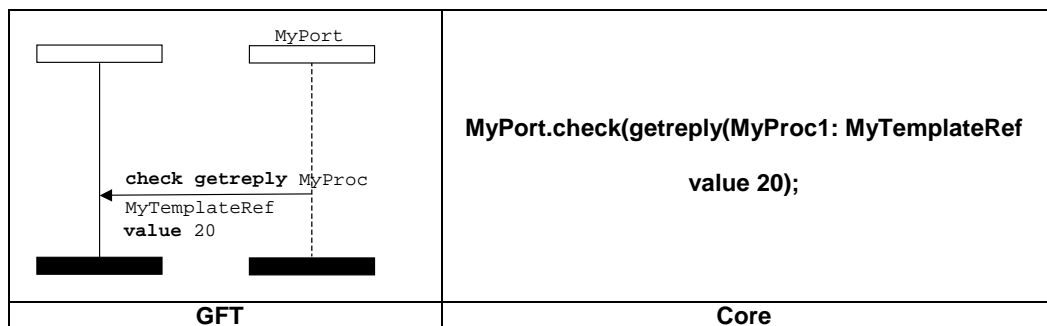 MyPort
check getreply MyProc
MyTemplateRef
value 20
MyPort.check(getreply(MyProc1: MyTemplateRef
value 20);
GFT
Core